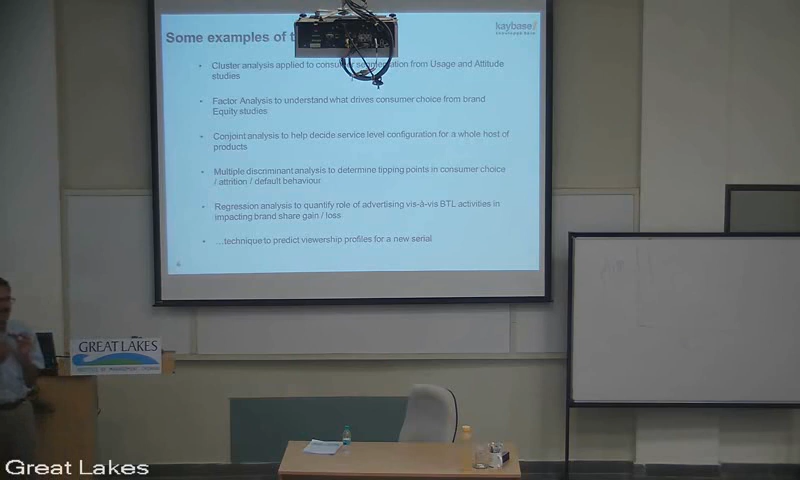 kaybase
Some examples of t
• Cluster analysis applied to consumer segmentation from Usage and Attitude
studies
• Factor Analysis to understand what drives consumer choice from brand
Equity studies
• Conjoint analysis to help decide service level configuration for a whole host of
products
• Multiple discriminant analysis to determine tipping points in consumer choice
/ attrition / default behaviour
• Regression analysis to quantify role of advertising vis-à-vis BTL activities in
impacting brand share gain / loss
• …technique to predict viewership profiles for a new serial
GREAT LAKES
INSTITUTE OF MANAGEMENT, CHENNAI
Great Lakes